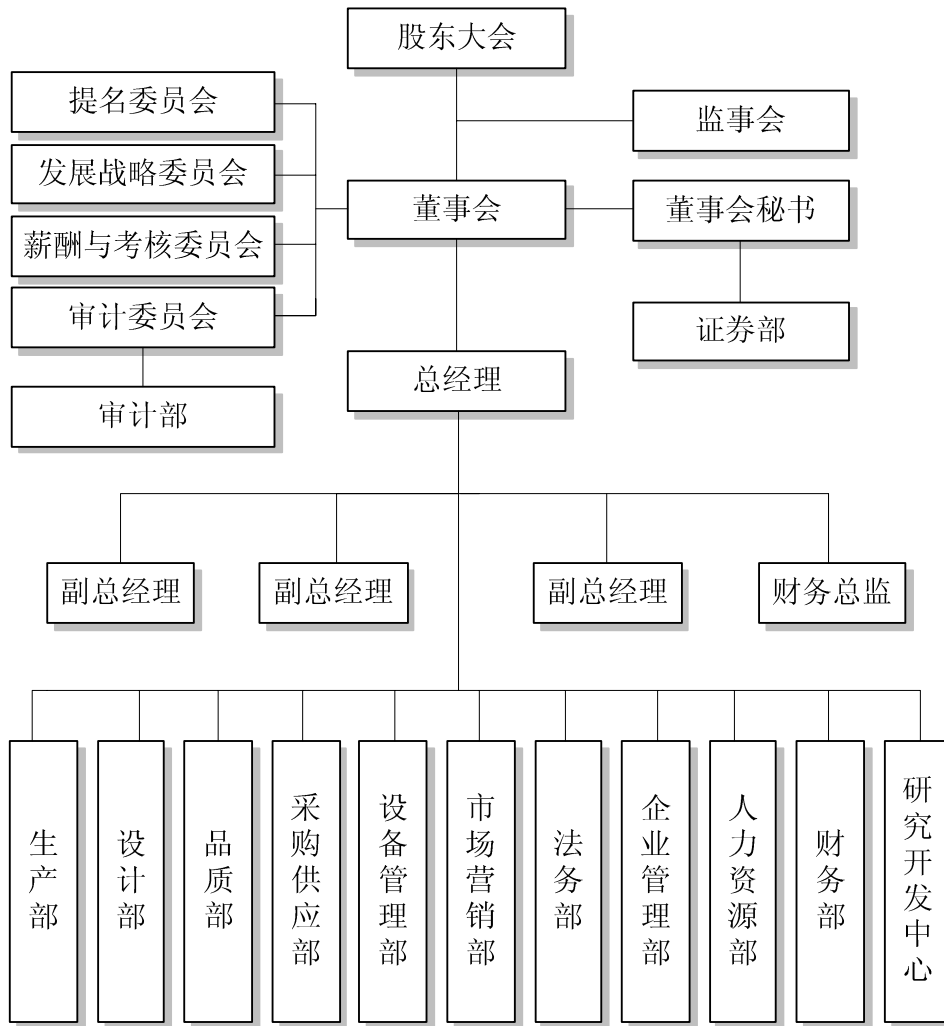 股东大会
提名委员会
监事会
发展战略委员会
董事会
董事会秘书
薪酬与考核委员会
审计委员会
证券部
总经理
审计部
副总经理
副总经理
副总经理
财务总监
生产部
设计部
品质部
采购供应部
设备管理部
市场营销部
法务部
企业管理部
人力资源部
财务部
研究开发中心